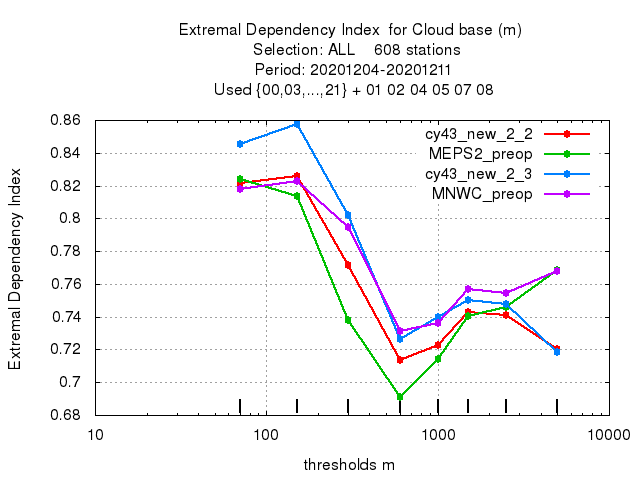 Extremal Dependency Index  for Cloud base (m)
Selection: ALL    608 stations
Period: 20201204-20201211
Used {00,03,...,21} + 01 02 04 05 07 08
Extremal Dependency Index
0.86
0.84
0.82
0.8
0.78
0.76
0.74
0.72
0.7
0.68
cy43_new_2_2
MEPS2_preop
cy43_new_2_3
MNWC_preop
10 100 1000 10000
thresholds m